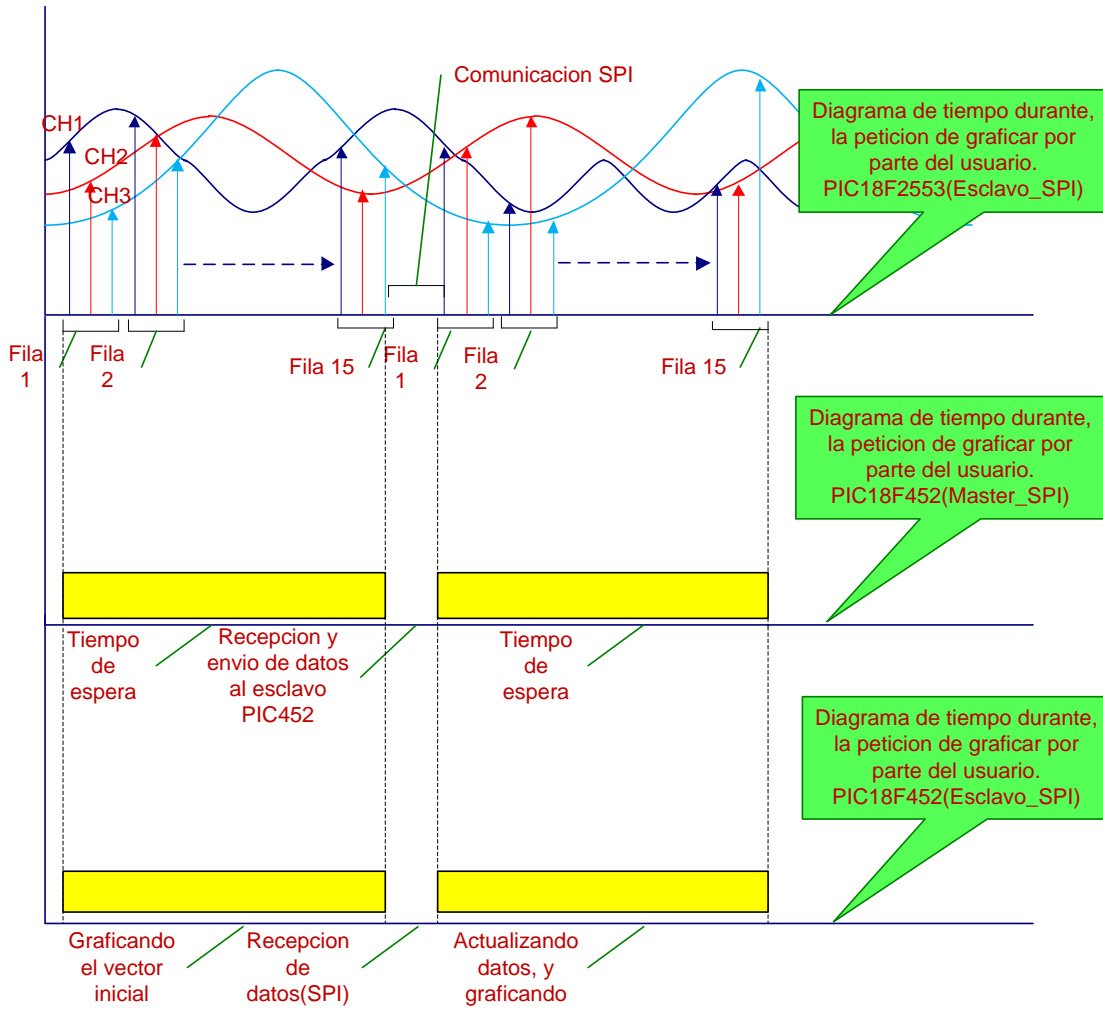 Comunicacion SPI
CH1
CH2
CH3
Diagrama de tiempo durante,
la peticion de graficar por
parte del usuario.
PIC18F2553(Esclavo_SPI)
Fila
1
Fila
2
Fila 15
Fila
1
Fila
2
Fila 15
Diagrama de tiempo durante,
la peticion de graficar por
parte del usuario.
PIC18F452(Master_SPI)
Tiempo
de
espera
Recepcion y
envio de datos
al esclavo
PIC452
Tiempo
de
espera
Diagrama de tiempo durante,
la peticion de graficar por
parte del usuario.
PIC18F452(Esclavo_SPI)
Graficando
el vector
inicial
Recepcion
de
datos(SPI)
Actualizando
datos, y
graficando